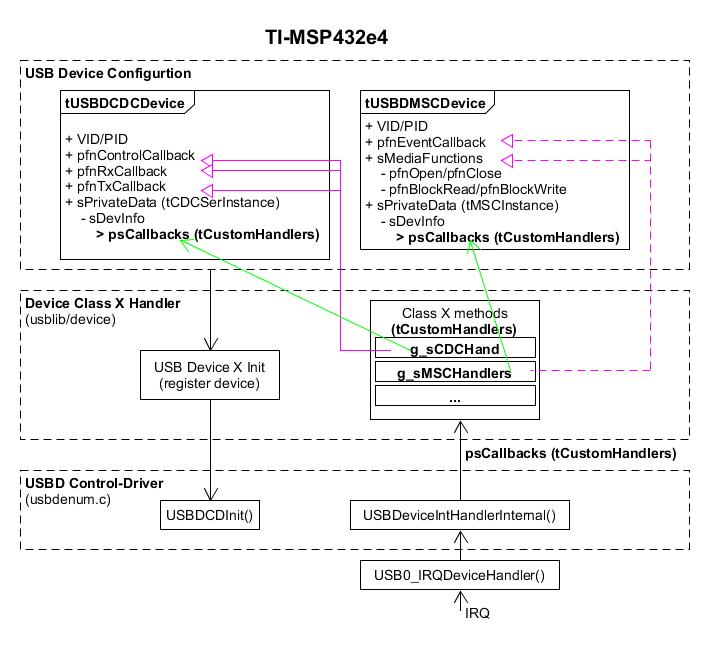 TI-MSP432e4
USB Device Configurtion
tUSBDCDCDevice
+ VID/PID
+ pfnControlCallback
+ pfnRxCallback
+ pfnTxCallback
+ sPrivateData (tCDCSerInstance)
- sDevInfo
> psCallbacks (tCustomHandlers)
tUSBDMSCDevice
+ VID/PID
+ pfnEventCallback
+ sMediaFunctions
- pfnOpen/pfnClose
- pfnBlockRead/pfnBlockWrite
+ sPrivateData (tMSCInstance)
- sDevInfo
> psCallbacks (tCustomHandlers)
Device Class X Handler
(usblib/device)
USB Device X Init
(register device)
Class X methods
(tCustomHandlers)
g_sCDCHand
g_sMSCHandlers
...
psCallbacks (tCustomHandlers)
USBD Control-Driver
(usbdenum.c)
USBDCDInit()
USBDeviceIntHandlerInternal()
USB0_IRQDeviceHandler()
IRQ